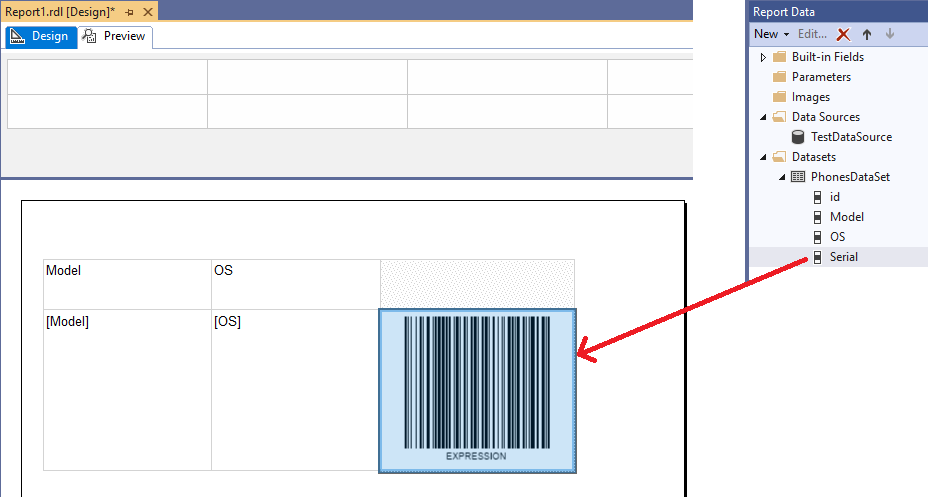 Report1.rdl [Design]*
Design
Preview
Model
OS
[Model]
[OS]
EXPRESSION
Report Data
New
Edit...
Built-in Fields
Parameters
Images
Data Sources
TestDataSource
Datasets
PhonesDataSet
id
Model
OS
Serial